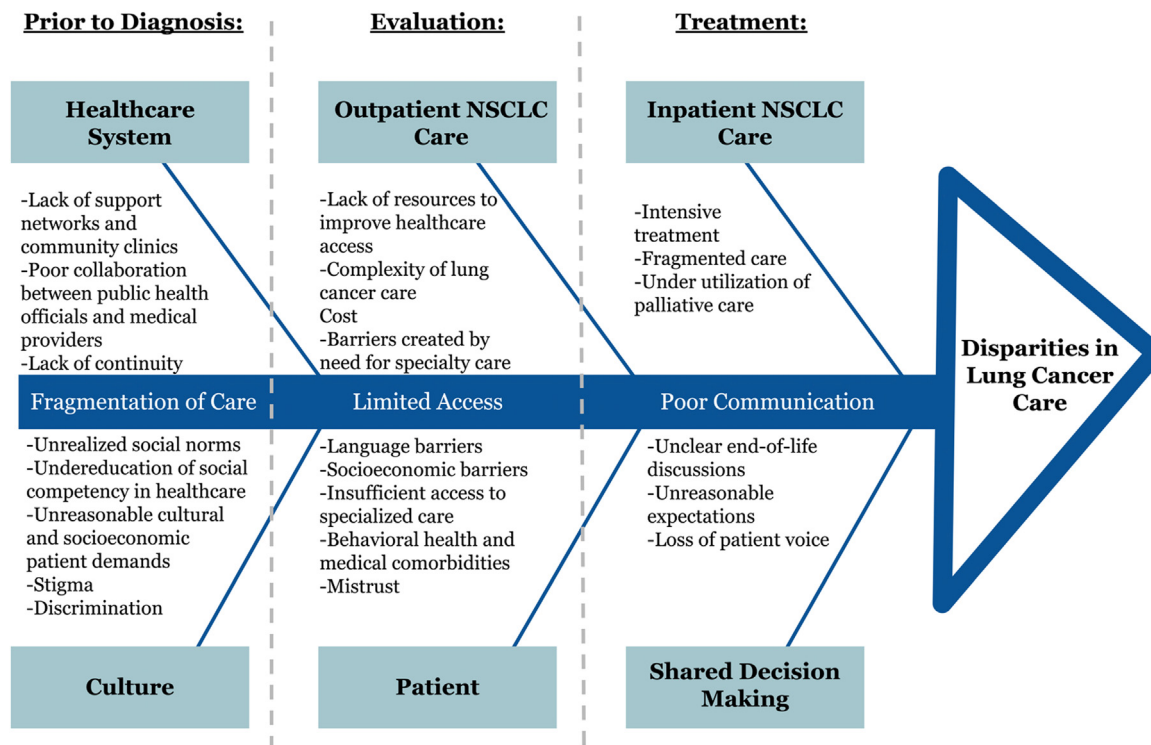 Prior to Diagnosis:
Evaluation:
Treatment:
Healthcare
System
Outpatient NSCLC
Care
Inpatient NSCLC
Care
-Lack of support
networks and
community clinics
-Poor collaboration
between public health
officials and medical
providers
-Lack of continuity
-Lack of resources to
improve healthcare
access
-Complexity of lung
cancer care
Cost
-Barriers created by
need for specialty care
-Intensive
treatment
-Fragmented care
-Under utilization of
palliative care
Disparities in
Lung Cancer
Care
Fragmentation of Care
Limited Access
Poor Communication
-Unrealized social norms
-Undereducation of social
competency in healthcare
-Unreasonable cultural
and socioeconomic
patient demands
-Stigma
-Discrimination
-Language barriers
-Socioeconomic barriers
-Insufficient access to
specialized care
-Behavioral health and
medical comorbidities
-Mistrust
-Unclear end-of-life
discussions
-Unreasonable
expectations
-Loss of patient voice
Culture
Patient
Shared Decision
Making